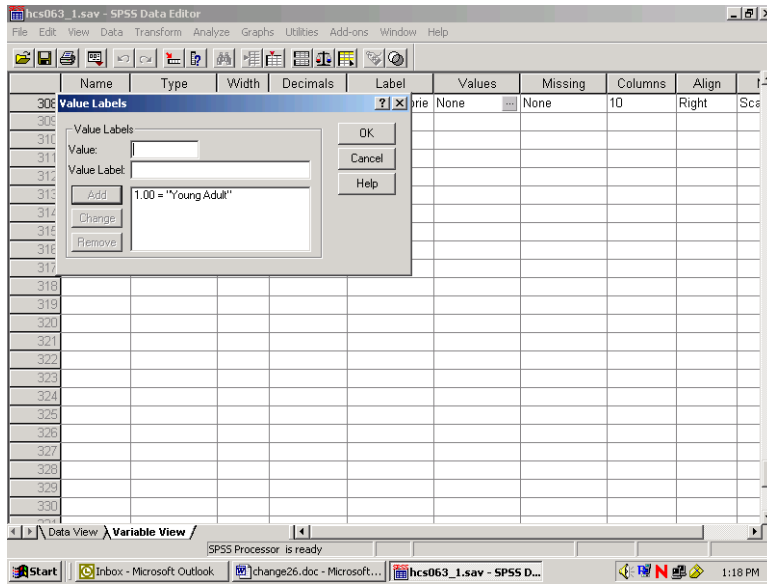 hcs063_1.sav - SPSS Data Editor
File Edit View Data Transform Analyze Graphs Utilities Add-ons Window Help
Name Type Width Decimals Label Values Missing Columns Align
308 Value Labels orie None None 10 Right Sca
309
310 Value Labels OK
311 Value: Cancel
312 Value Label: Help
313 Add 1.00 = "Young Adult"
314 Change
315
316 Remove
317
318
319
320
321
322
323
324
325
326
327
328
329
330
Data View Variable View
SPSS Processor is ready
Start Inbox - Microsoft Outlook change26.doc - Microsoft... hcs063_1.sav - SPSS D... 1:18 PM